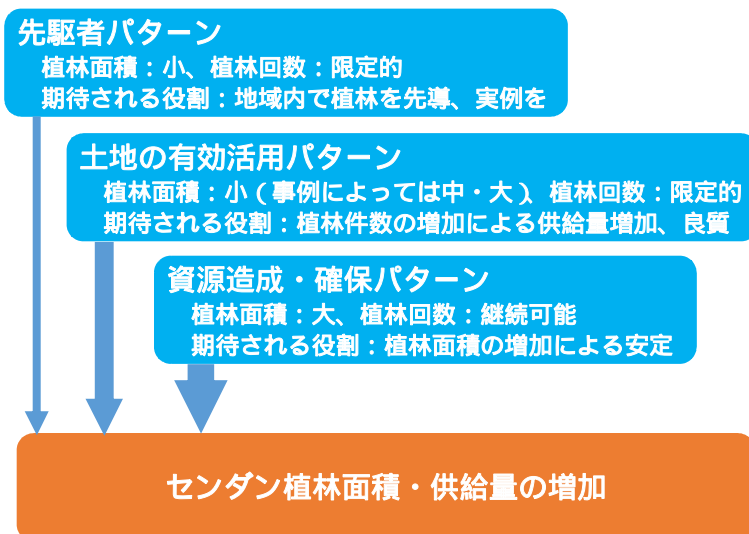 先駆者パターン
植林面積：小、植林回数：限定的
期待される役割：地域内で植林を先導、実例を
土地の有効活用パターン
植林面積：小（事例によっては中・大）、植林回数：限定的
期待される役割：植林件数の増加による供給量増加、良質
資源造成・確保パターン
植林面積：大、植林回数：継続可能
期待される役割：植林面積の増加による安定
センダン植林面積・供給量の増加